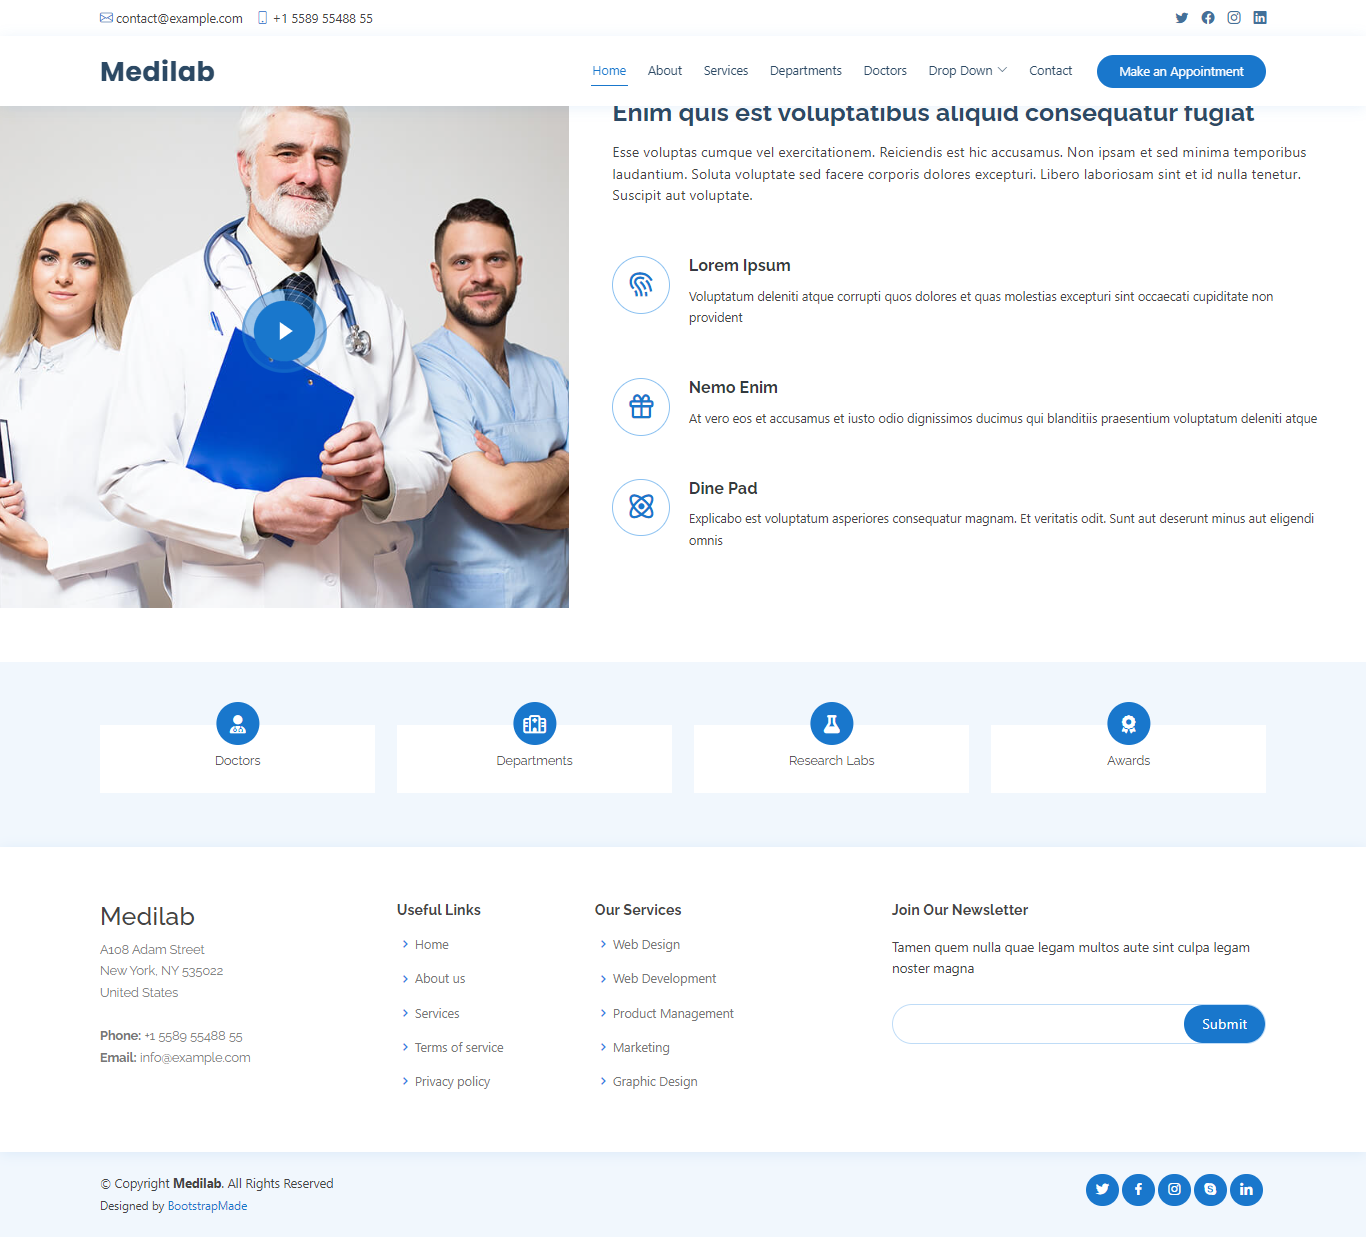 contact@example.com +1 5589 55488 55
Medilab
Home About Services Departments Doctors Drop Down Contact Make an Appointment
Enim quis est voluptatibus aliquid consequatur fugiat
Esse voluptas cumque vel exercitationem. Reiciendis est hic accusamus. Non ipsam et sed minima temporibus
laudantium. Soluta voluptate sed facere corporis dolores excepturi. Libero laboriosam sint et id nulla tenetur.
Suscipit aut voluptate.
Lorem Ipsum
Voluptatum deleniti atque corrupti quos dolores et quas molestias excepturi sint occaecati cupiditate non
provident
Nemo Enim
At vero eos et accusamus et iusto odio dignissimos ducimus qui blanditiis praesentium voluptatum deleniti atque
Dine Pad
Explicabo est voluptatum asperiores consequatur magnam. Et veritatis odit. Sunt aut deserunt minus aut eligendi
omnis
Doctors
Departments
Research Labs
Awards
Medilab
A108 Adam Street
New York, NY 535022
United States
Phone: +1 5589 55488 55
Email: info@example.com
Useful Links
Home
About us
Services
Terms of service
Privacy policy
Our Services
Web Design
Web Development
Product Management
Marketing
Graphic Design
Join Our Newsletter
Tamen quem nulla quae legam multos aute sint culpa legam
noster magna
Submit
© Copyright Medilab. All Rights Reserved
Designed by BootstrapMade